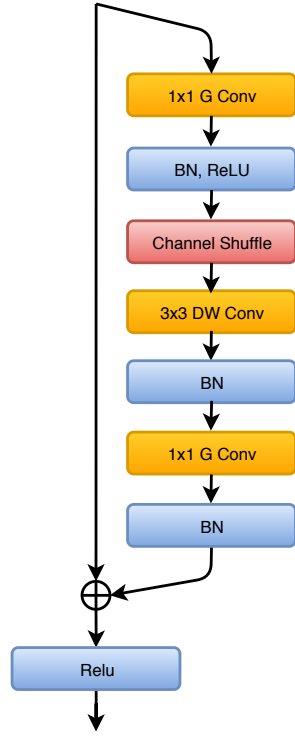 1x1 G Conv
BN, ReLU
Channel Shuffle
3x3 DW Conv
BN
1x1 G Conv
BN
Relu